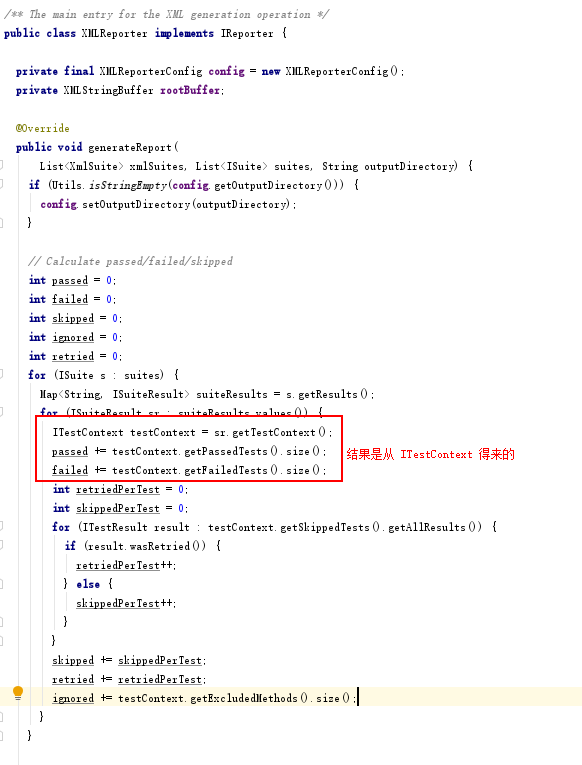 /** The main entry for the XML generation operation */
public class XMLReporter implements IReporter {
private final XMLReporterConfig config = new XMLReporterConfig();
private XMLStringBuffer rootBuffer;
@Override
public void generateReport(
List<XmlSuite> xmlSuites, List<ISuite> suites, String outputDirectory) {
if (Utils.isStringEmpty(config.getOutputDirectory())) {
config.setOutputDirectory(outputDirectory);
}
// Calculate passed/failed/skipped
int passed = 0;
int failed = 0;
int skipped = 0;
int ignored = 0;
int retried = 0;
for (ISuite s : suites) {
Map<String, ISuiteResult> suiteResults = s.getResults();
for (ISuiteResult sr : suiteResults.values()) {
ITestContext testContext = sr.getTestContext();
passed += testContext.getPassedTests().size(); 结果是从 ITestContext 得来的
failed += testContext.getFailedTests().size();
int retriedPerTest = 0;
int skippedPerTest = 0;
for (ITestResult result : testContext.getSkippedTests().getAllResults()) {
if (result.wasRetried()) {
retriedPerTest++;
} else {
skippedPerTest++;
}
}
skipped += skippedPerTest;
retried += retriedPerTest;
ignored += testContext.getExcludedMethods().size();
}
}